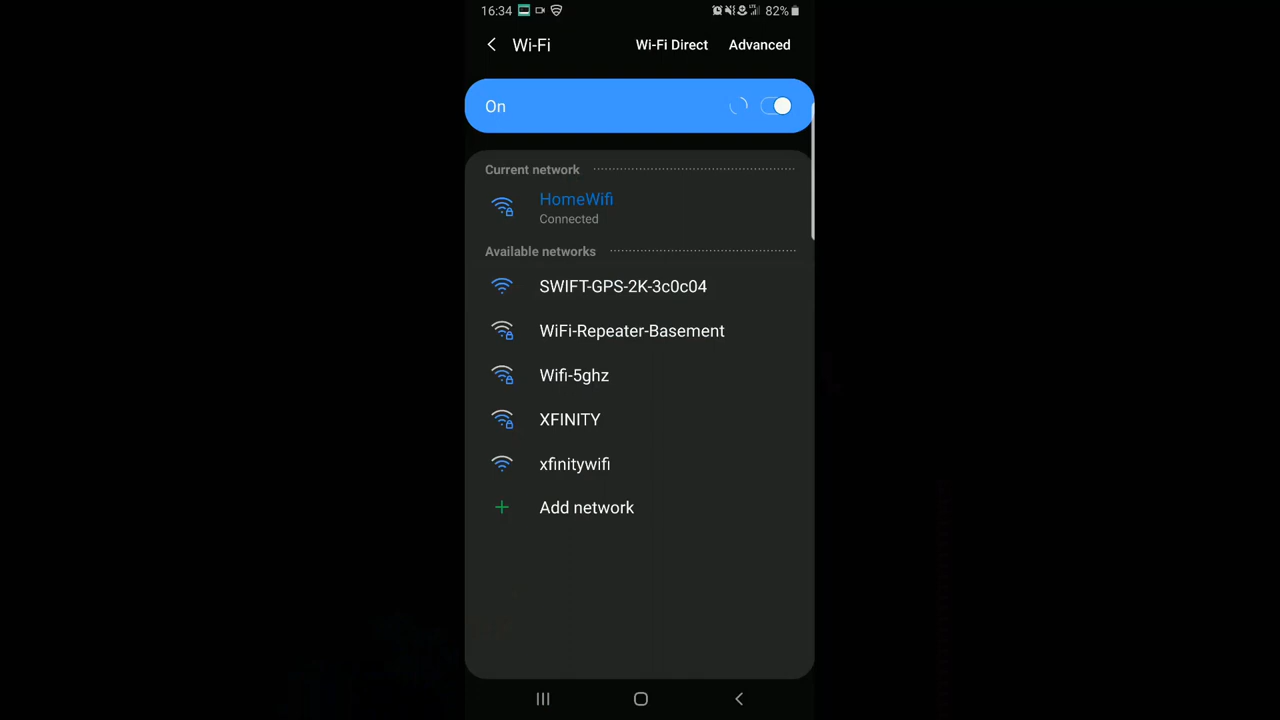 16:34 82%
Wi-Fi Wi-Fi Direct Advanced
On
Current network
HomeWifi
Connected
Available networks
SWIFT-GPS-2K-3c0c04
WiFi-Repeater-Basement
Wifi-5ghz
XFINITY
xfinitywifi
Add network